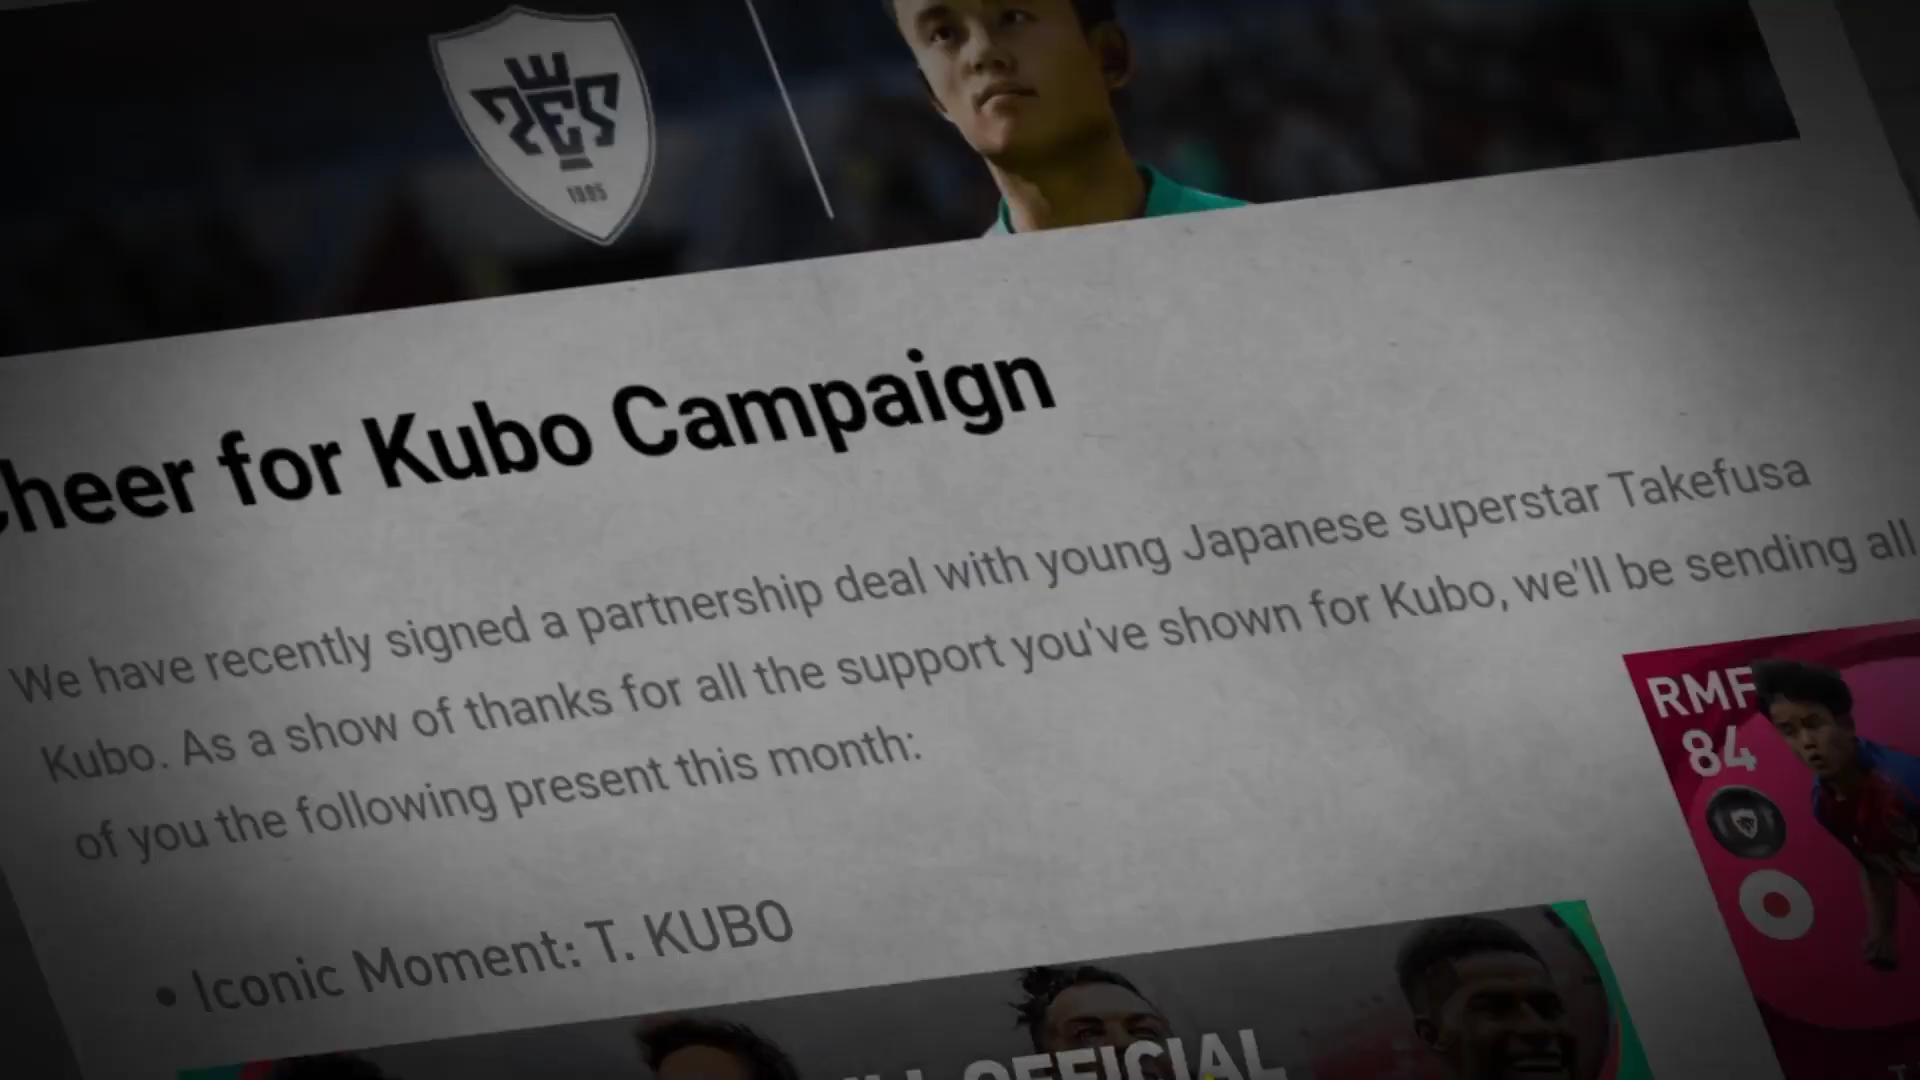 PES
1995
Cheer for Kubo Campaign
We have recently signed a partnership deal with young Japanese superstar Takefusa
Kubo. As a show of thanks for all the support you've shown for Kubo, we'll be sending all
of you the following present this month:
• Iconic Moment: T. KUBO
RMF
84
OFFICIAL